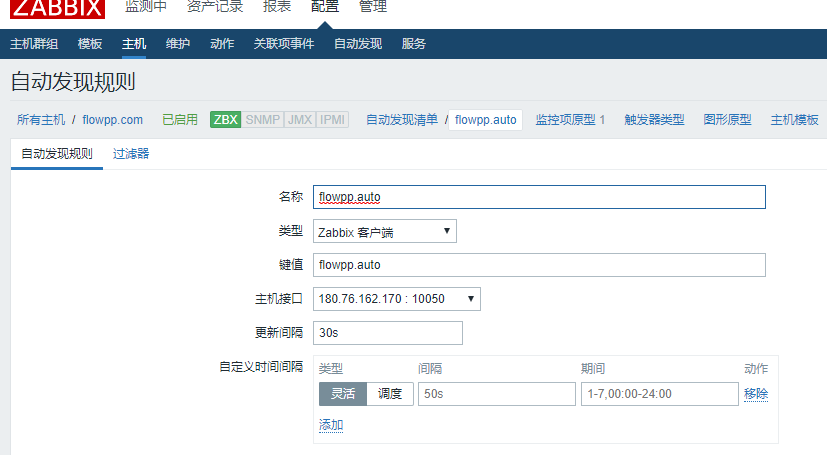 ZABBIX 监测中 资产记录 报表 配置 管理
主机群组 模板 主机 维护 动作 关联项事件 自动发现 服务
自动发现规则
所有主机 / flowpp.com 已启用 ZBX SNMP JMX IPMI 自动发现清单 / flowpp.auto 监控项原型 1 触发器类型 图形原型 主机模板
自动发现规则 过滤器
名称 flowpp.auto
类型 Zabbix 客户端
键值 flowpp.auto
主机接口 180.76.162.170 : 10050
更新间隔 30s
自定义时间间隔 类型 间隔 期间 动作
灵活 调度 50s 1-7,00:00-24:00 移除
添加